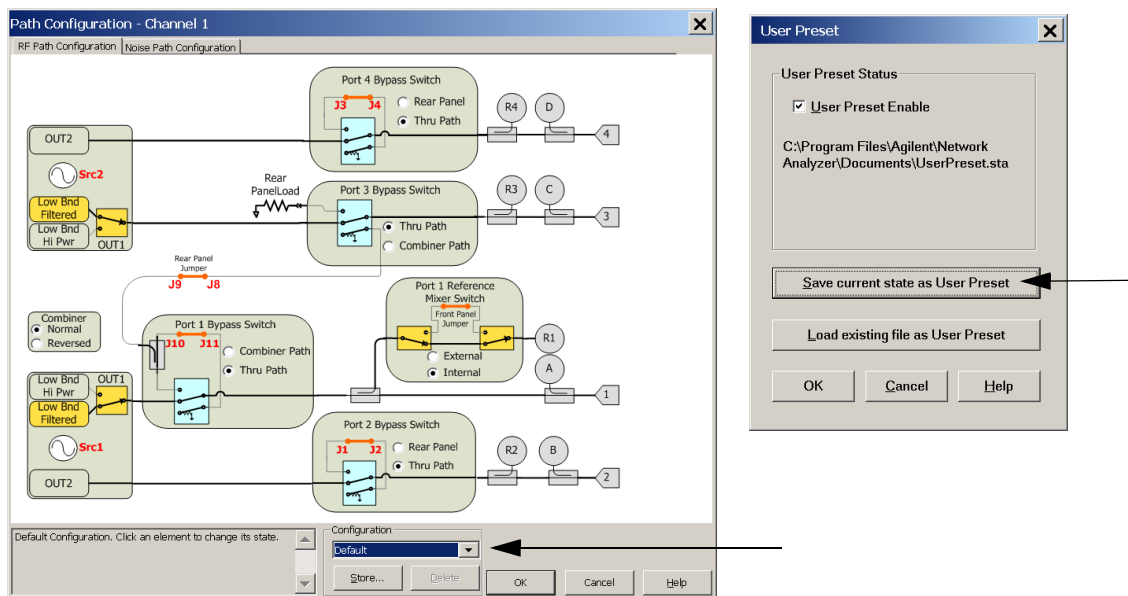 Path Configuration - Channel 1
RF Path Configuration
Noise Path Configuration
Port 4 Bypass Switch
J3
J4
Rear Panel
Thru Path
R4
D
4
OUT2
Src2
Low Bnd
Filtered
Low Bnd
Hi Pwr
OUT1
Rear
PanelLoad
Port 3 Bypass Switch
Thru Path
Combiner Path
R3
C
3
Rear Panel
Jumper
J9
J8
Port 1 Reference
Mixer Switch
Front Panel
Jumper
External
Internal
R1
A
1
Combiner
Normal
Reversed
Port 1 Bypass Switch
J10
J11
Combiner Path
Thru Path
Low Bnd
Hi Pwr
OUT1
Low Bnd
Filtered
Src1
OUT2
Port 2 Bypass Switch
J1
J2
Rear Panel
Thru Path
R2
B
2
Default Configuration. Click an element to change its state.
Configuration
Default
Store...
Delete
OK
Cancel
Help
User Preset
User Preset Status
User Preset Enable
C:\Program Files\Agilent\Network
Analyzer\Documents\UserPreset.sta
Save current state as User Preset
Load existing file as User Preset
OK
Cancel
Help